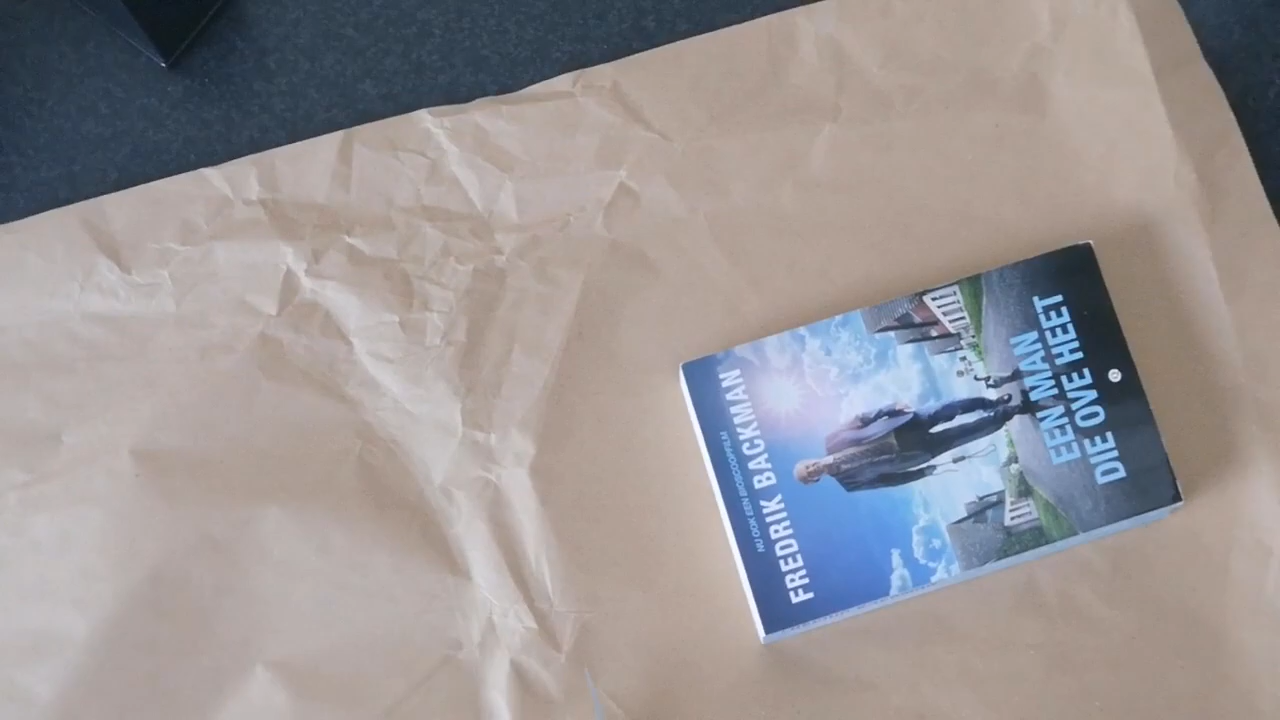 NU OOK EEN BIOSCOOPFILM
FREDRIK BACKMAN
EEN MAN
DIE OVE HEET